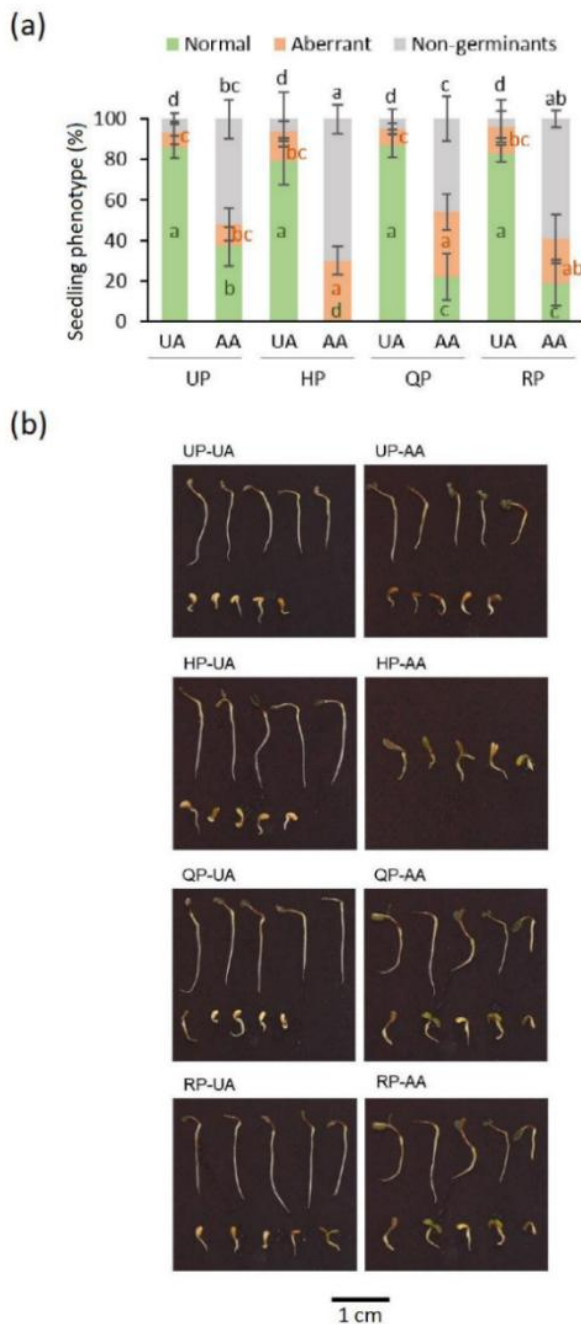 (a)
Normal Aberrant Non-germinants
d bc d a d c d ab
100
80
60
40
20
0
Seedling phenotype (%)
c bc bc a c a bc ab
a b a d a c a c
UA AA UA AA UA AA UA AA
UP HP QP RP
(b)
UP-UA UP-AA
HP-UA HP-AA
QP-UA QP-AA
RP-UA RP-AA
1 cm